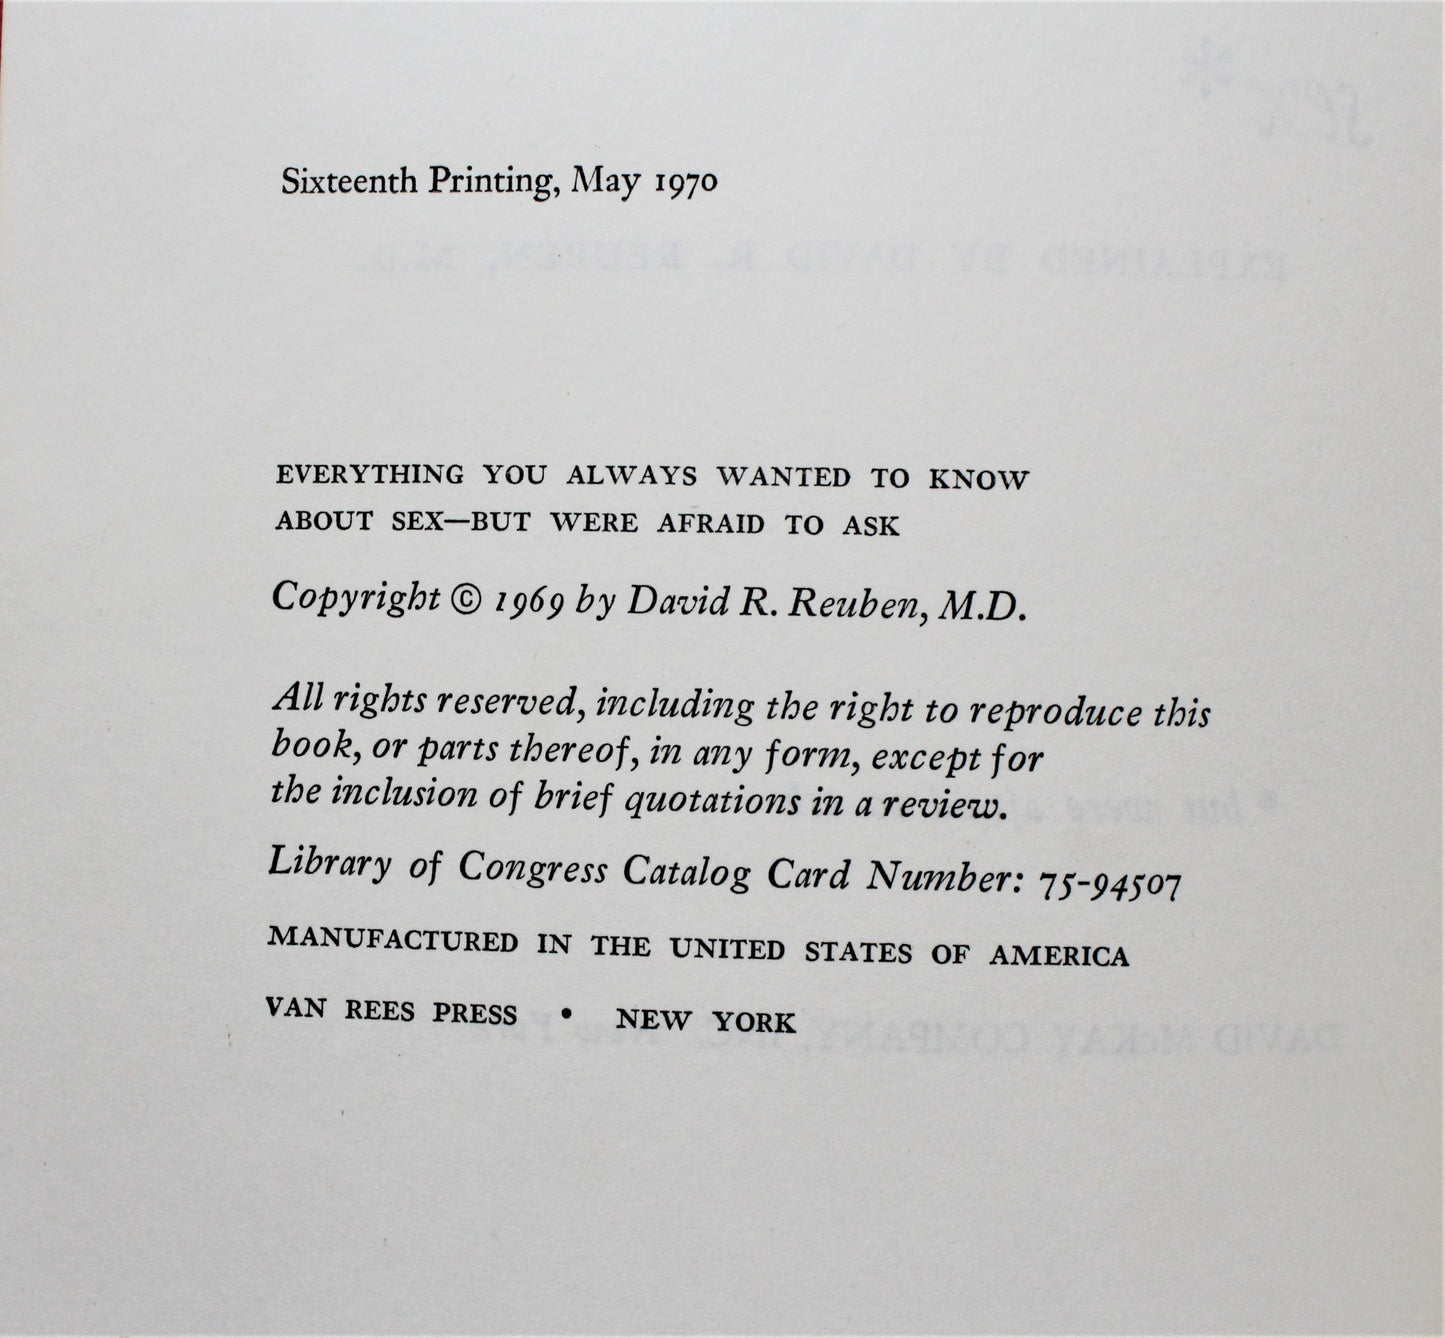 Sixteenth Printing, May 1970
EVERYTHING YOU ALWAYS WANTED TO KNOW
ABOUT SEX—BUT WERE AFRAID TO ASK
Copyright © 1969 by David R. Reuben, M.D.
All rights reserved, including the right to reproduce this
book, or parts thereof, in any form, except for
the inclusion of brief quotations in a review.
Library of Congress Catalog Card Number: 75-94507
MANUFACTURED IN THE UNITED STATES OF AMERICA
VAN REES PRESS • NEW YORK